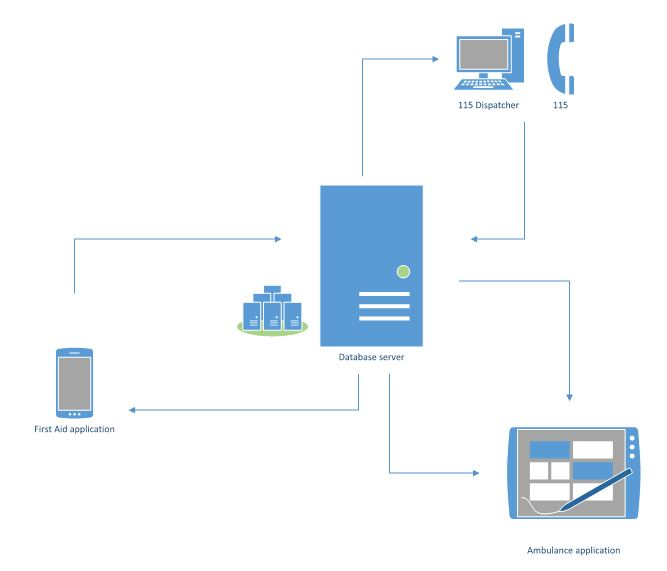 115 Dispatcher
115
Database server
First Aid application
Ambulance application